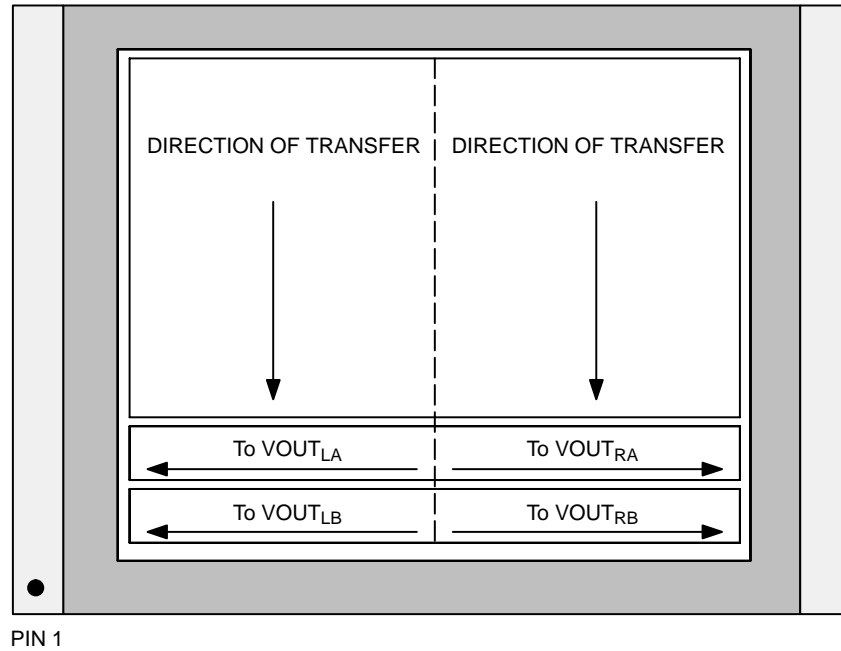 DIRECTION OF TRANSFER DIRECTION OF TRANSFER
To VOUTLA To VOUTRA
To VOUTLB To VOUTRB
PIN 1